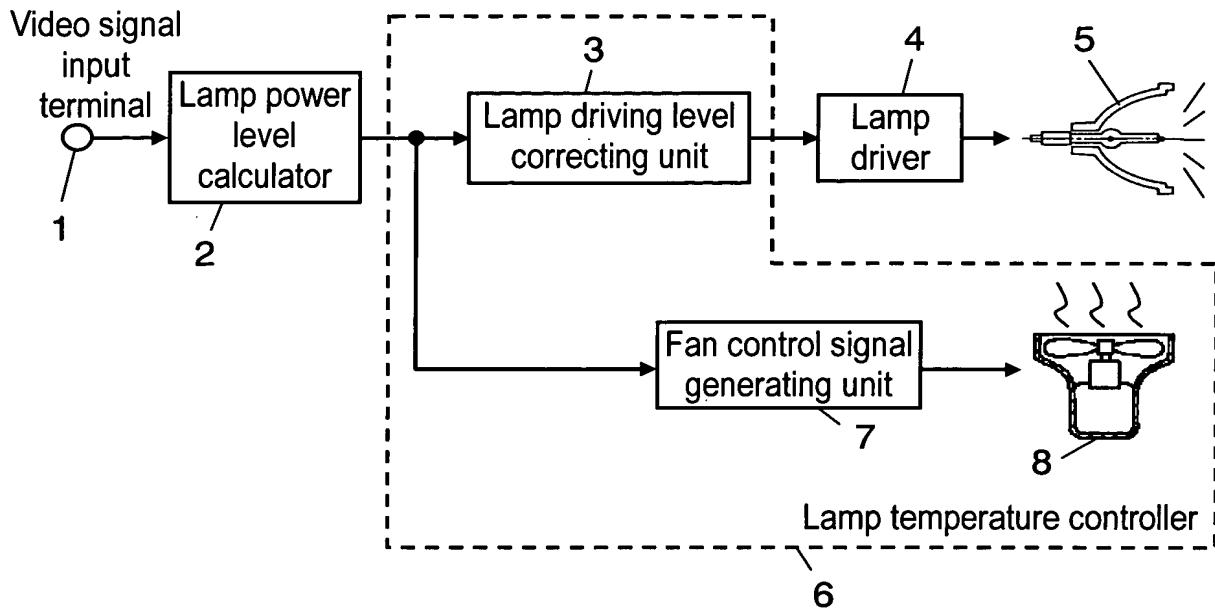 Video signal
input
terminal
1
Lamp power
level
calculator
2
3
Lamp driving level
correcting unit
4
Lamp
driver
5
Fan control signal
generating unit
7
8
Lamp temperature controller
6